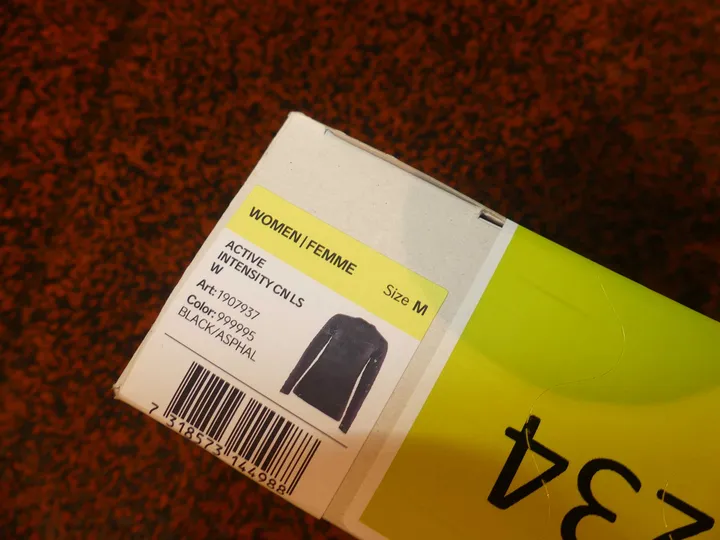 WOMEN | FEMME
Size M
ACTIVE
INTENSITY CN LS
W
Art: 1907937
Color: 999995
BLACK/ASPHAL
7 318573 144988
34